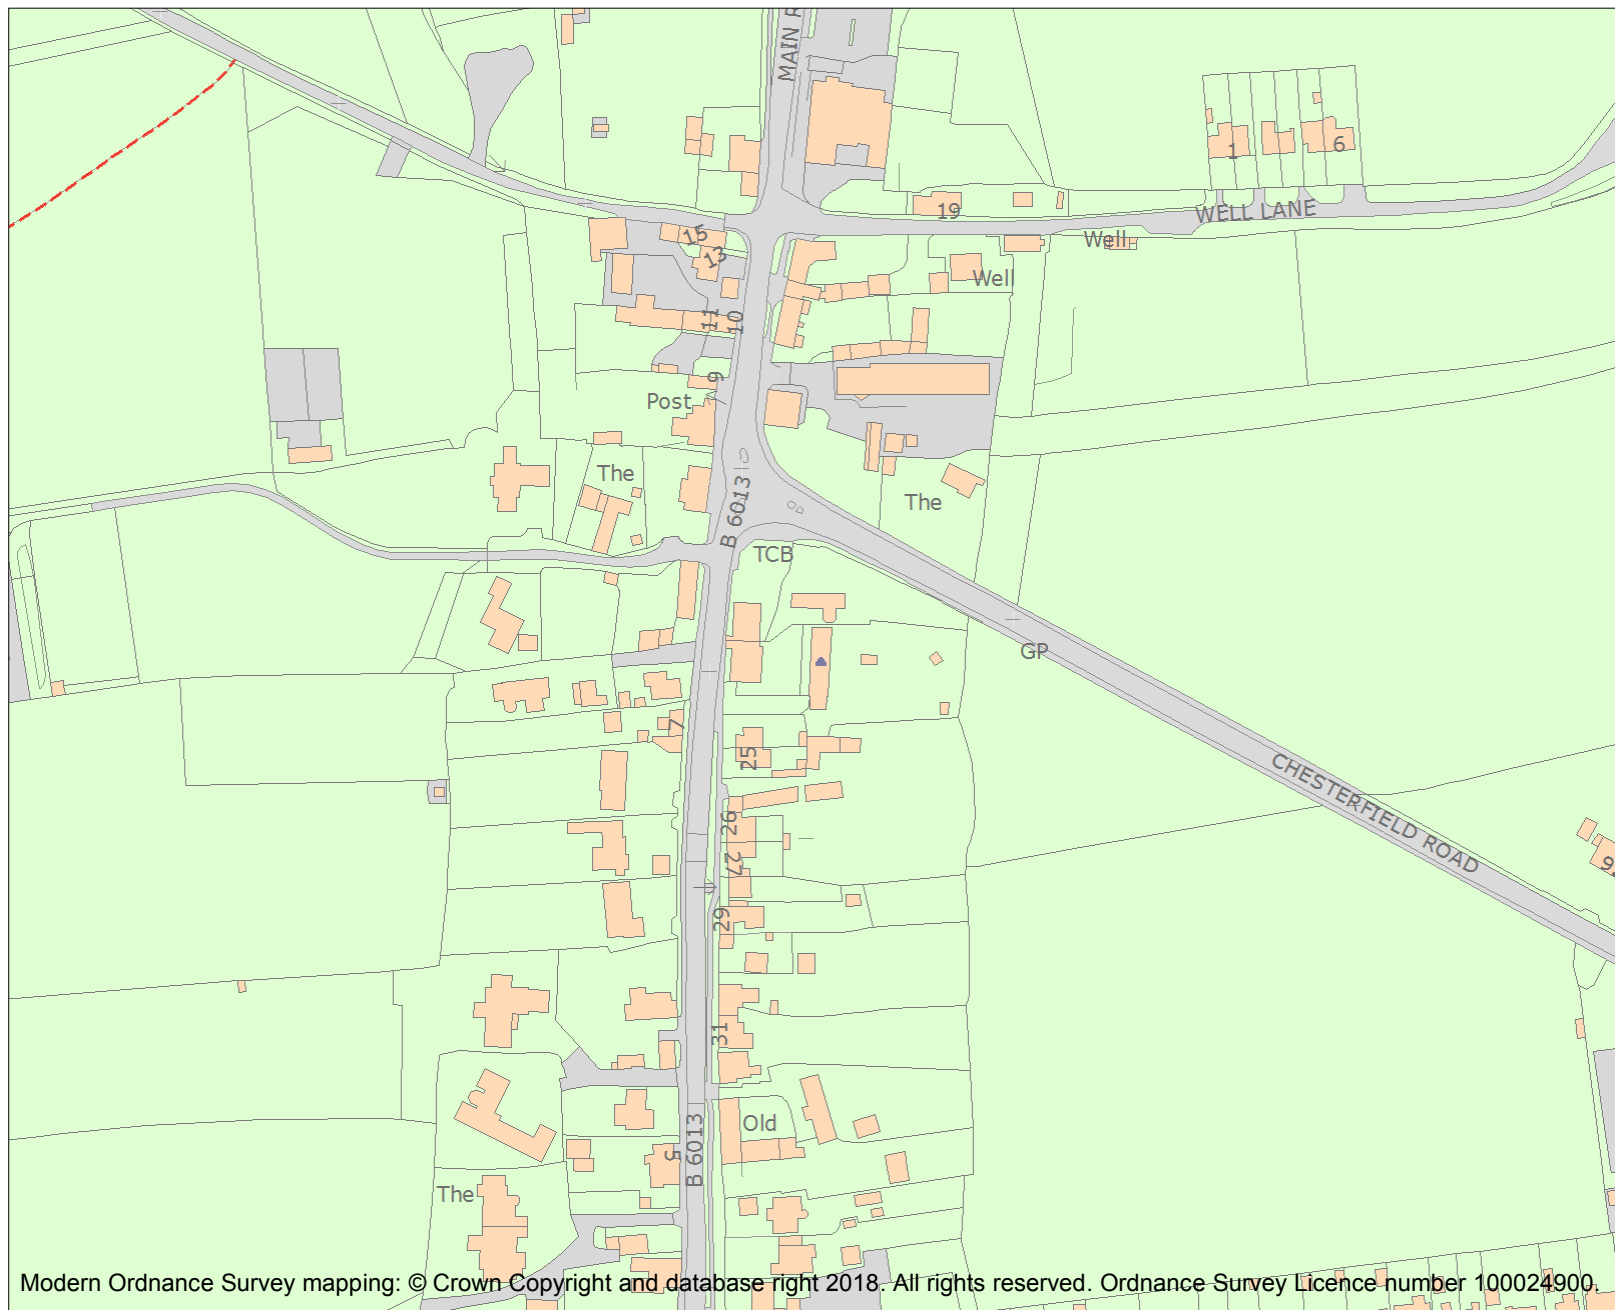 MAIN R
1
6
19
WELL LANE
15
Well
13
Well
11
10
9
7
Post
The
The
B 6013
TCB
GP
7
25
CHESTERFIELD ROAD
26
27
9
29
31
Old
B 6013
5
The
Modern Ordnance Survey mapping: © Crown Copyright and database right 2018. All rights reserved. Ordnance Survey Licence number 100024900.